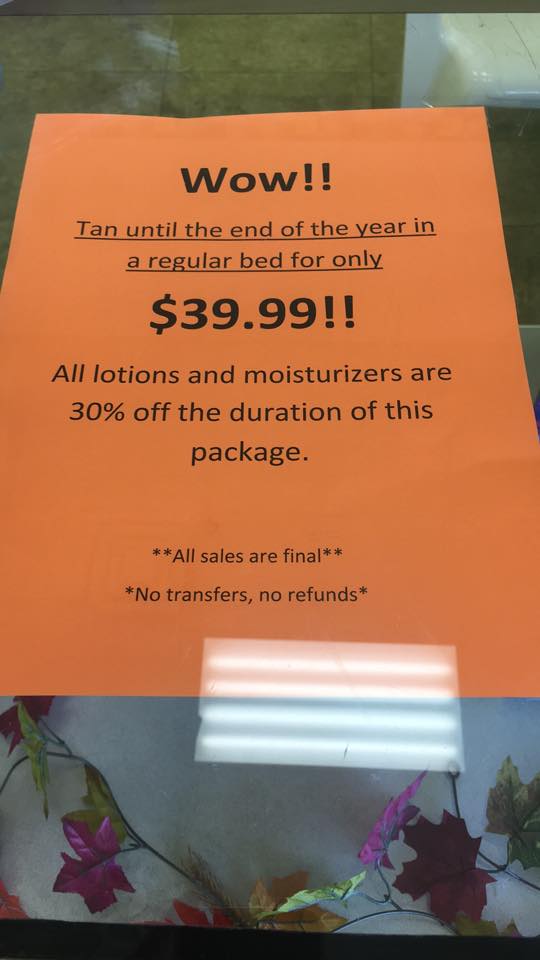 Wow!!
Tan until the end of the year in
a regular bed for only
$39.99!!
All lotions and moisturizers are
30% off the duration of this
package.
**All sales are final**
*No transfers, no refunds*